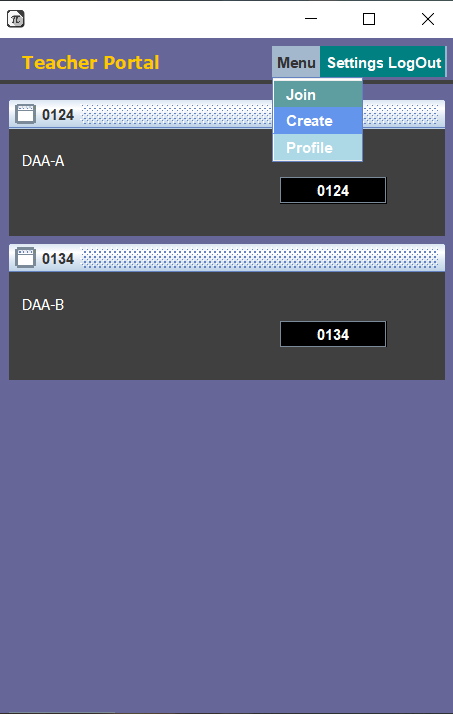 π
Teacher Portal
Menu Settings LogOut
Join
Create
Profile
0124
DAA-A
0124
0134
DAA-B
0134